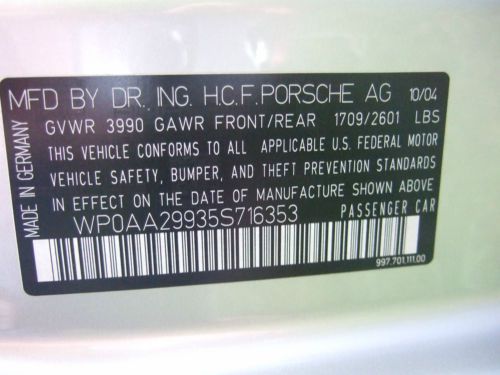 MFD BY DR., ING. H.C.F. PORSCHE AG 10/04
GVWR 3990 GAWR FRONT/REAR 1709/2601 LBS
THIS VEHICLE CONFORMS TO ALL APPLICABLE U.S. FEDERAL MOTOR
VEHICLE SAFETY, BUMPER, AND THEFT PREVENTION STANDARDS
IN EFFECT ON THE DATE OF MANUFACTURE SHOWN ABOVE
WP0AA29935S716353 PASSENGER CAR
997.701.111.00
MADE IN GERMANY